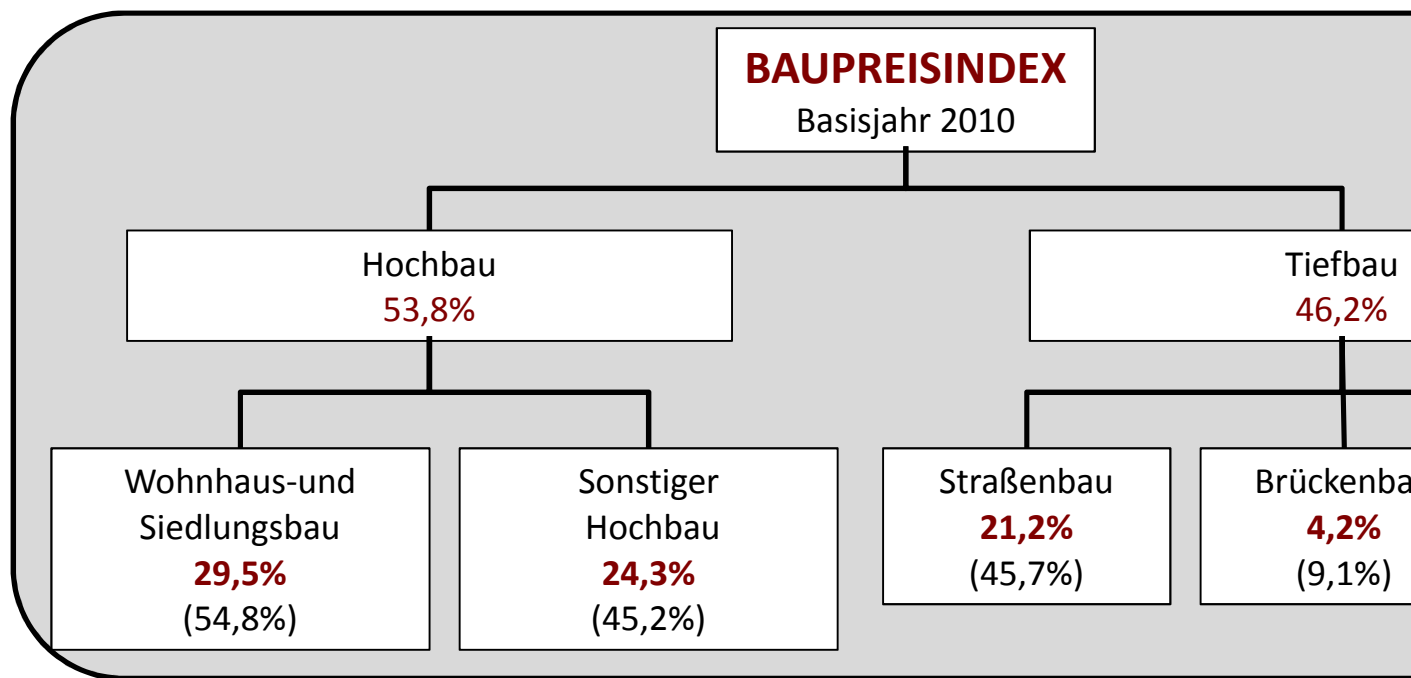 BAUPREISINDEX
Basisjahr 2010
Hochbau
53,8%
Tiefbau
46,2%
Wohnhaus-und
Siedlungsbau
29,5%
(54,8%)
Sonstiger
Hochbau
24,3%
(45,2%)
Straßenbau
21,2%
(45,7%)
4,2%
(9,1%)